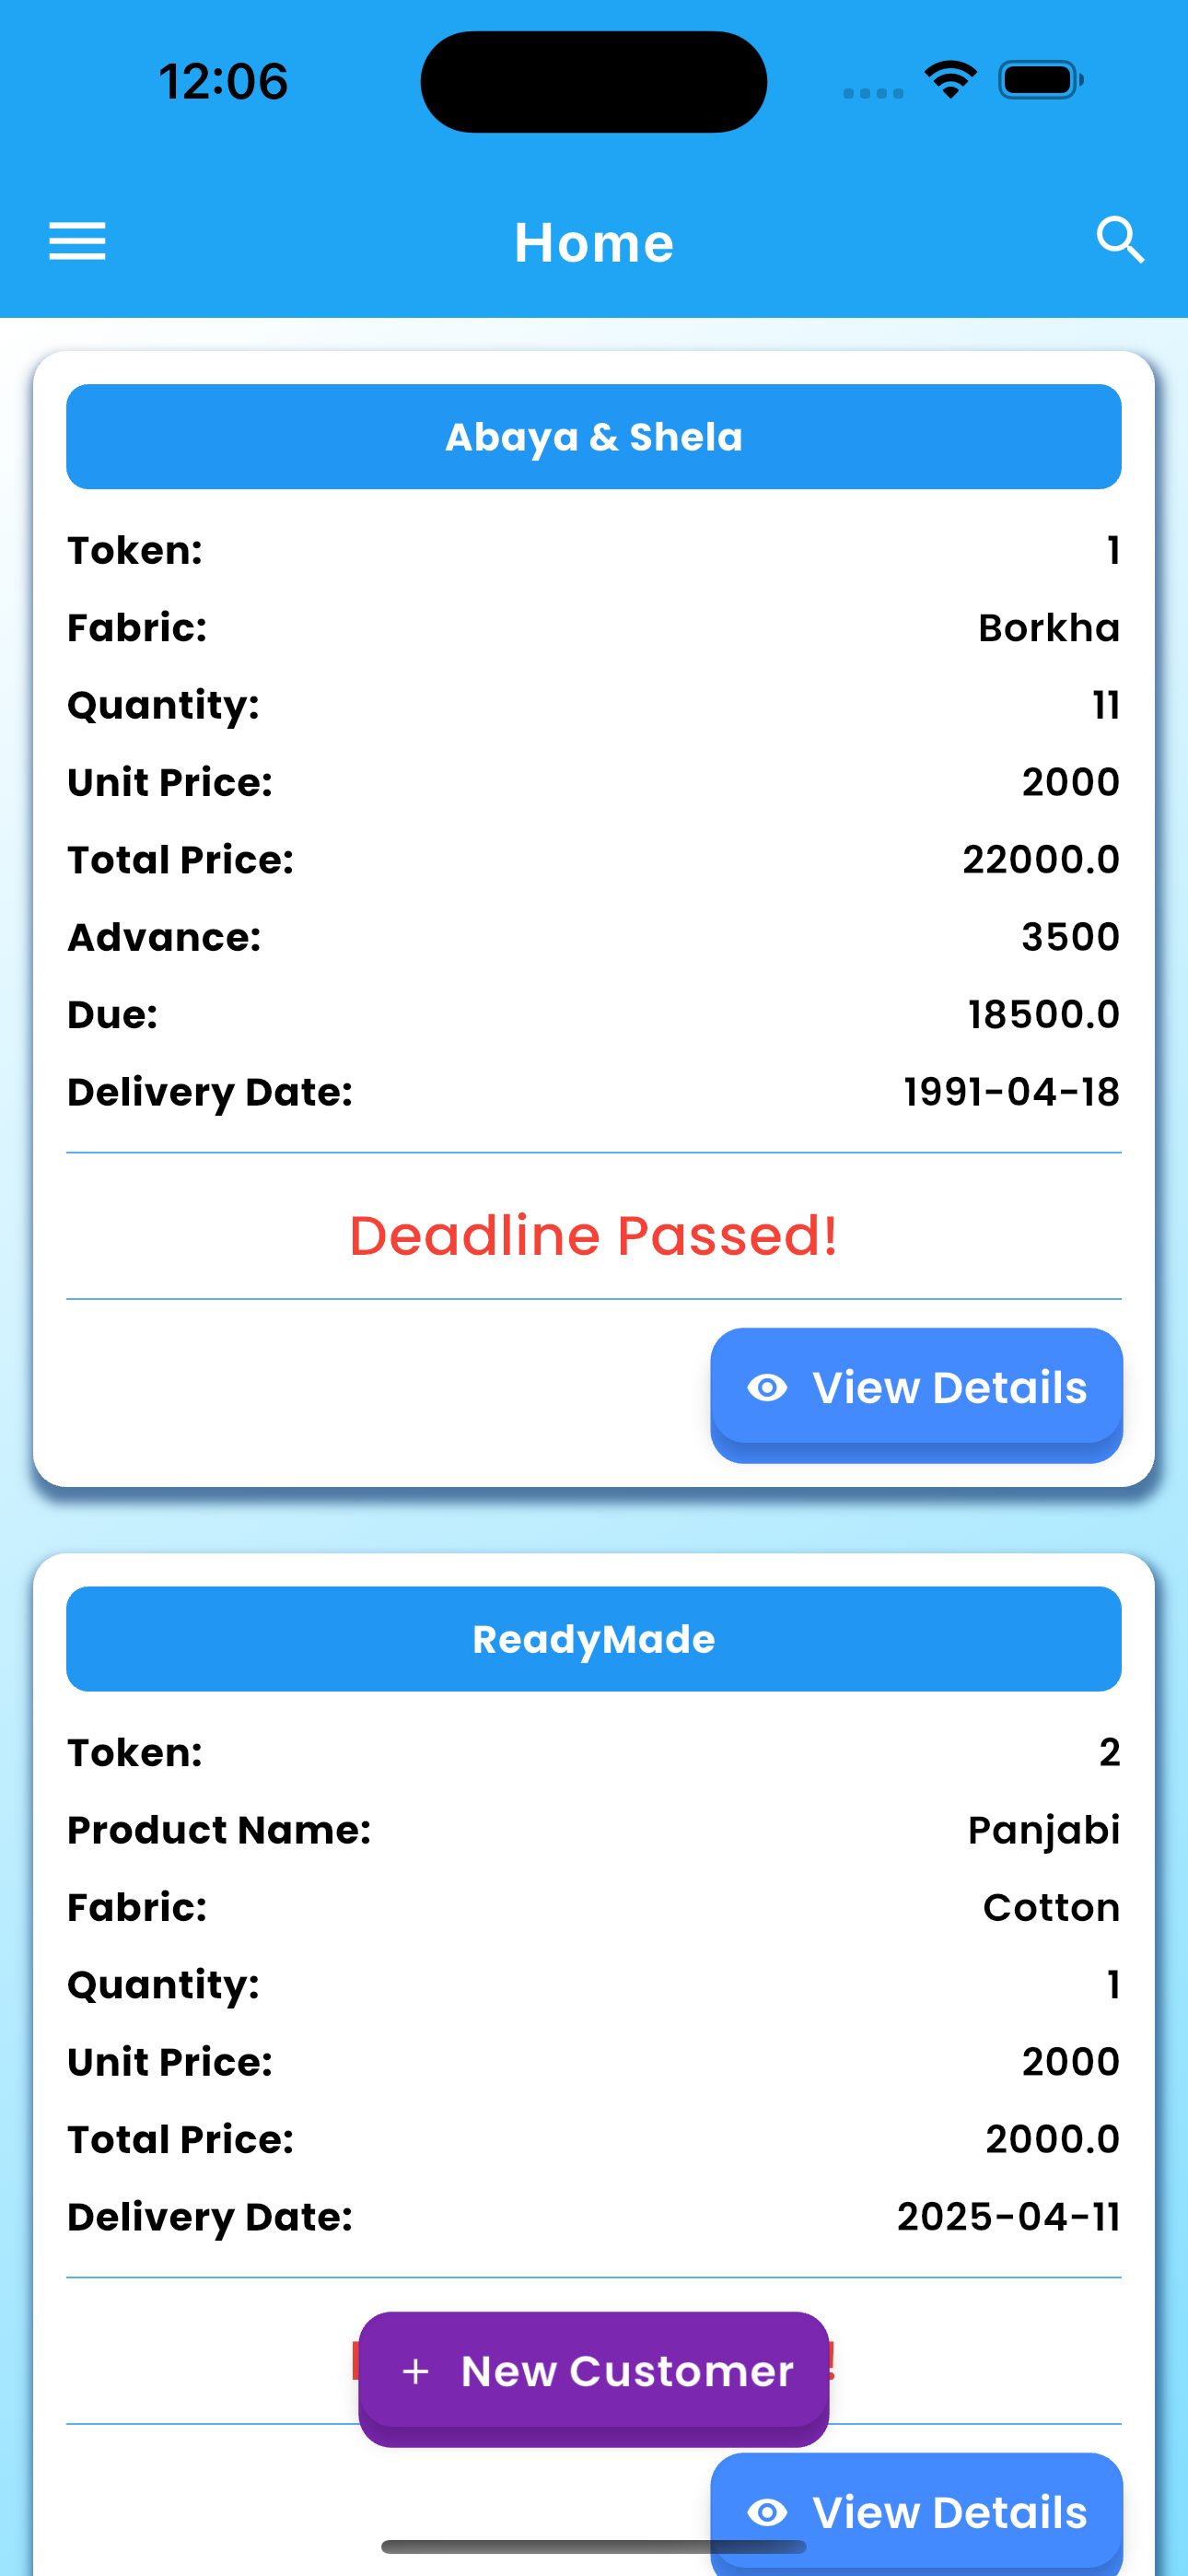 12:06
Home
Abaya & Shela
Token: 1
Fabric: Borkha
Quantity: 11
Unit Price: 2000
Total Price: 22000.0
Advance: 3500
Due: 18500.0
Delivery Date: 1991-04-18
Deadline Passed!
View Details
ReadyMade
Token: 2
Product Name: Panjabi
Fabric: Cotton
Quantity: 1
Unit Price: 2000
Total Price: 2000.0
Delivery Date: 2025-04-11
+ New Customer
View Details